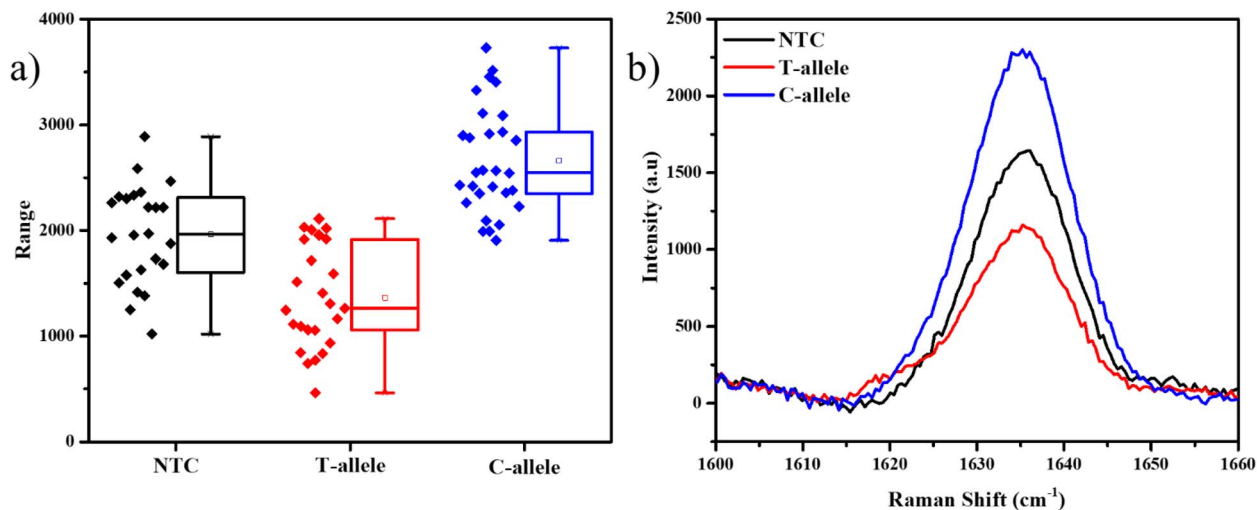 a)
4000
3000
2000
1000
0
Range
NTC
T-allele
C-allele
b)
NTC
T-allele
C-allele
2500
2000
1500
1000
500
0
Intensity (a.u)
1600
1610
1620
1630
1640
1650
1660
Raman Shift (cm⁻¹)